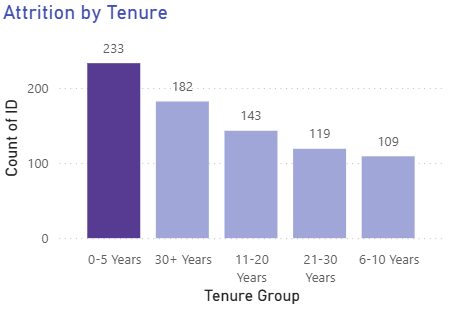 Attrition by Tenure
233
182
143
119
109
200
100
0
Count of ID
0-5 Years
30+ Years
11-20
Years
21-30
Years
6-10 Years
Tenure Group